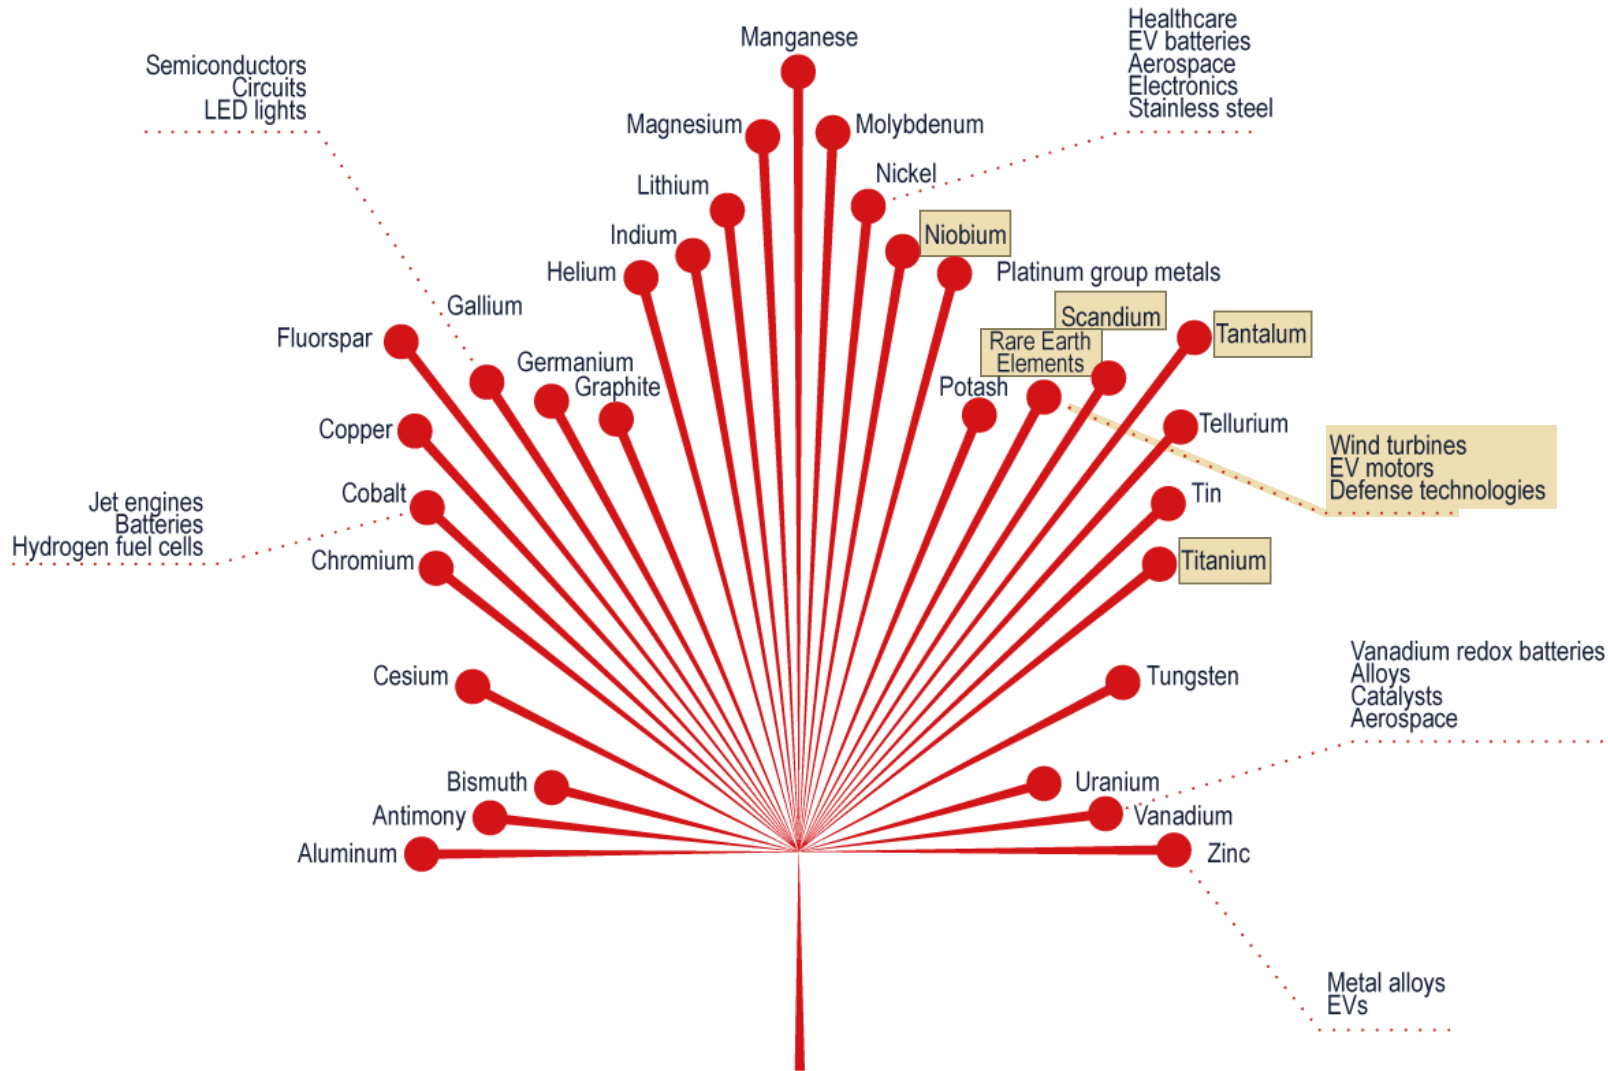 Manganese
Healthcare
EV batteries
Aerospace
Electronics
Stainless steel
Semiconductors
Circuits
LED lights
Magnesium
Molybdenum
Lithium
Nickel
Indium
Niobium
Helium
Platinum group metals
Gallium
Scandium
Fluorspar
Tantalum
Rare Earth
Elements
Germanium
Graphite
Potash
Copper
Tellurium
Wind turbines
EV motors
Defense technologies
Cobalt
Tin
Jet engines
Batteries
Hydrogen fuel cells
Chromium
Titanium
Cesium
Tungsten
Vanadium redox batteries
Alloys
Catalysts
Aerospace
Bismuth
Uranium
Antimony
Vanadium
Aluminum
Zinc
Metal alloys
EVs